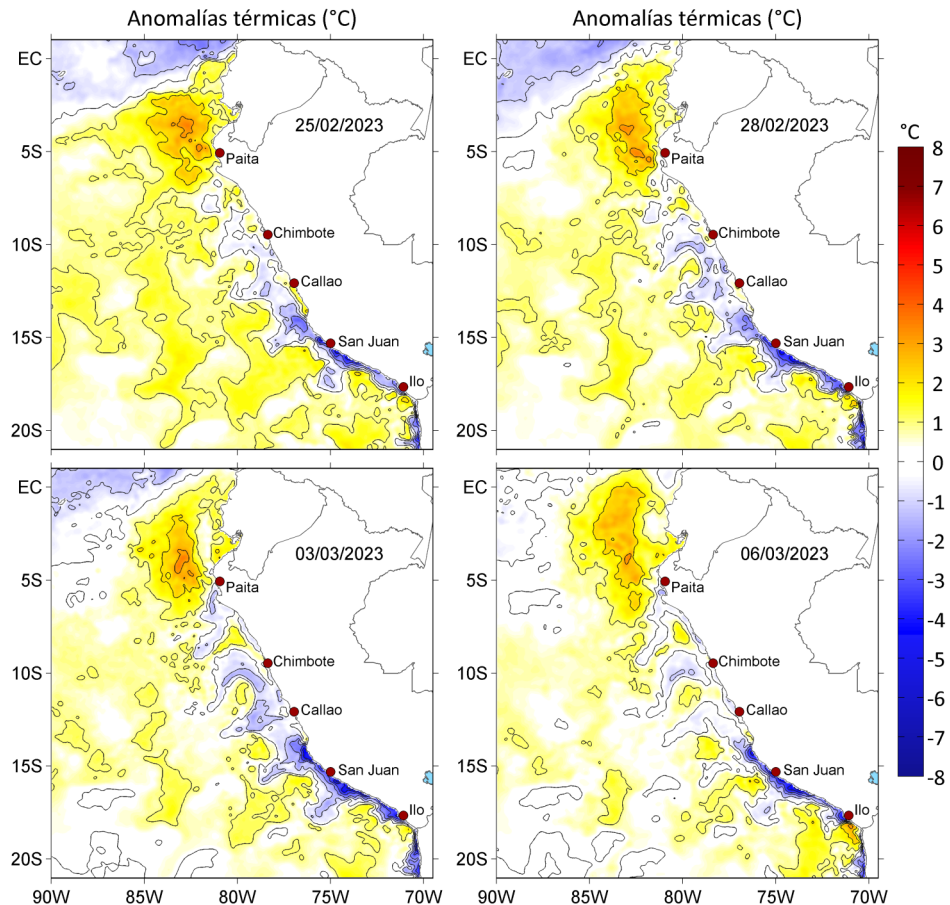 Anomalías térmicas (°C)
Anomalías térmicas (°C)
EC
5S
10S
15S
20S
25/02/2023
Paita
Chimbote
Callao
San Juan
Ilo
EC
5S
10S
15S
20S
28/02/2023
Paita
Chimbote
Callao
San Juan
Ilo
°C
8
7
6
5
4
3
2
1
0
-1
-2
-3
-4
-5
-6
-7
-8
EC
5S
10S
15S
20S
03/03/2023
Paita
Chimbote
Callao
San Juan
Ilo
90W
85W
80W
75W
70W
EC
5S
10S
15S
20S
06/03/2023
Paita
Chimbote
Callao
San Juan
Ilo
90W
85W
80W
75W
70W